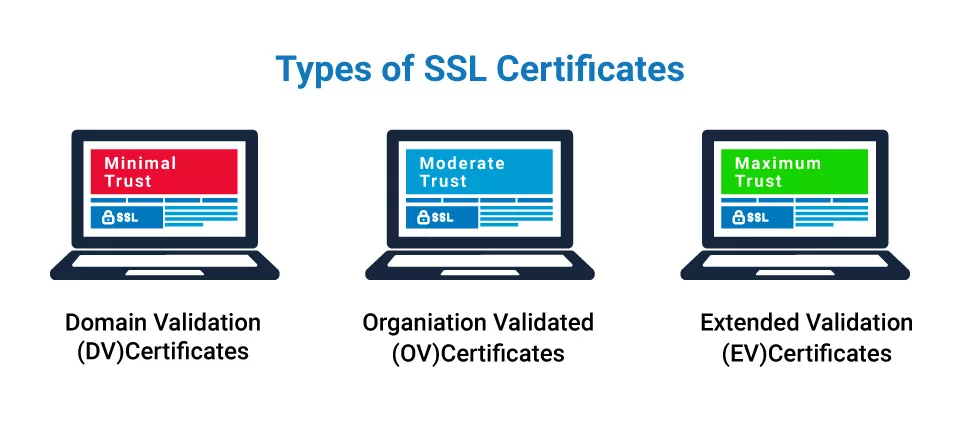 Types of SSL Certificates
Minimal
Trust
SSL
Moderate
Trust
SSL
Maximum
Trust
SSL
Domain Validation
(DV)Certificates
Organiation Validated
(OV)Certificates
Extended Validation
(EV)Certificates